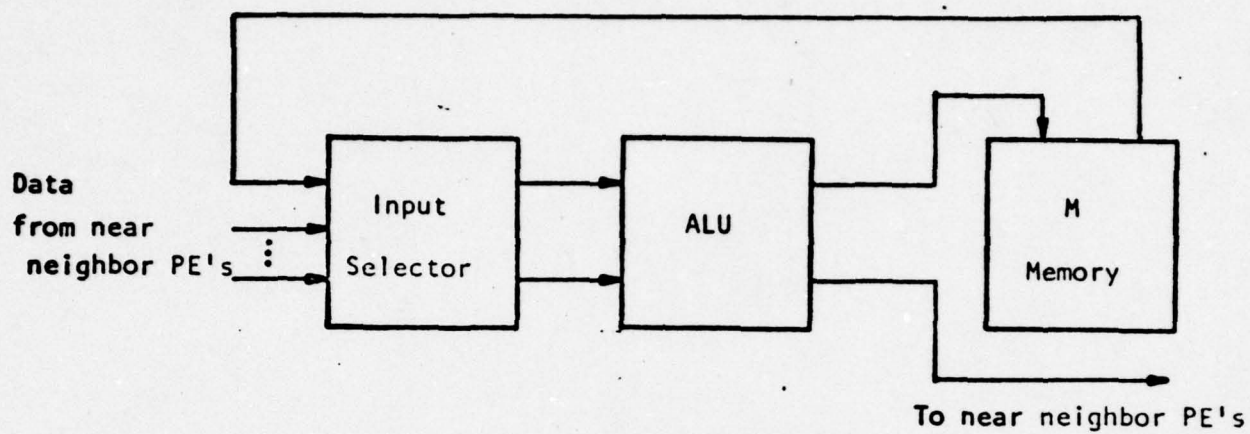 Data
from near
neighbor PE's
Input
Selector
ALU
M
Memory
To near neighbor PE's